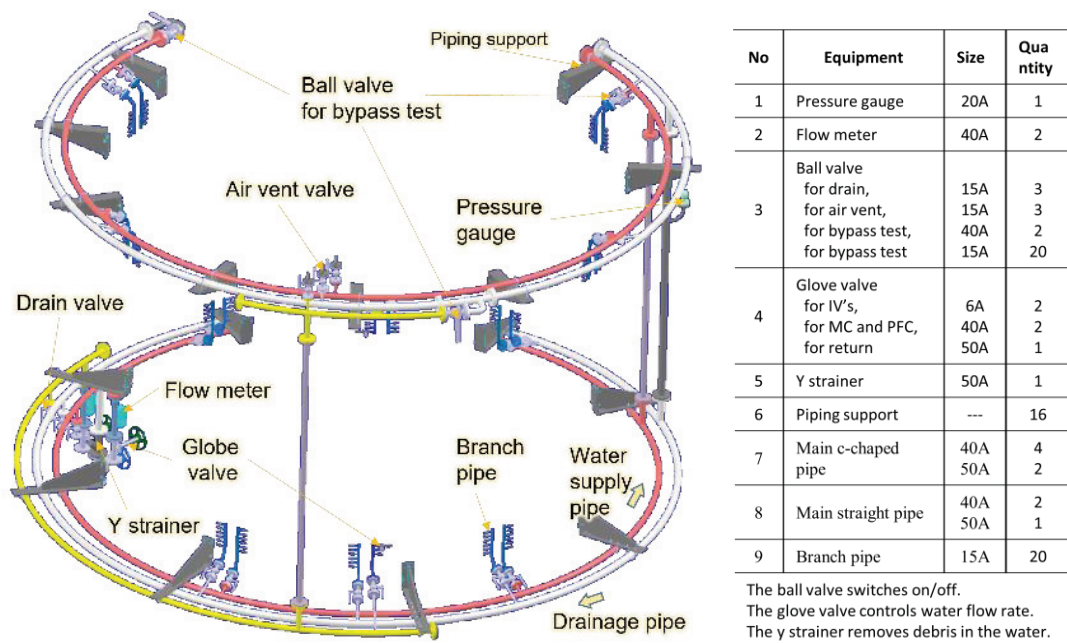 Piping support
Ball valve
for bypass test
Air vent valve
Pressure
gauge
Drain valve
Flow meter
Globe
valve
Branch
pipe
Water
supply
pipe
Y strainer
Drainage pipe
No Equipment Size Qua
ntity
1 Pressure gauge 20A 1
2 Flow meter 40A 2
3 Ball valve
for drain, 15A 3
for air vent, 15A 3
for bypass test, 40A 2
for bypass test 15A 20
4 Glove valve
for IV's, 6A 2
for MC and PFC, 40A 2
for return 50A 1
5 Y strainer 50A 1
6 Piping support --- 16
7 Main c-chaped 40A 4
pipe 50A 2
8 Main straight pipe 40A 2
50A 1
9 Branch pipe 15A 20
The ball valve switches on/off.
The glove valve controls water flow rate.
The y strainer removes debris in the water.